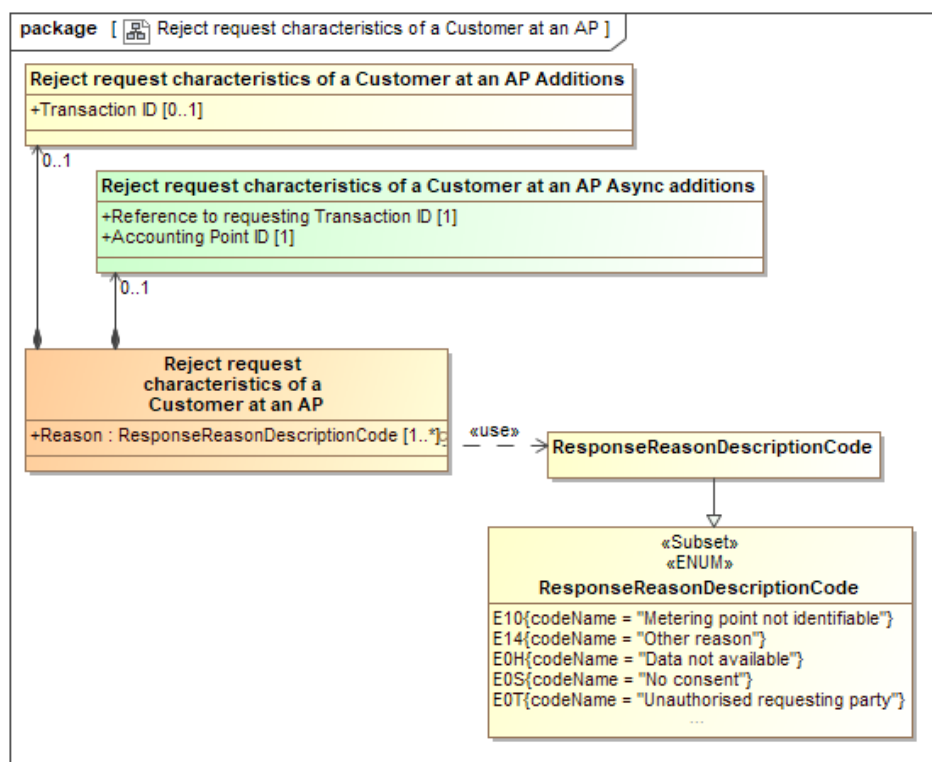 package [ Reject request characteristics of a Customer at an AP ]
Reject request characteristics of a Customer at an AP Additions
+Transaction ID [0..1]
0..1
Reject request characteristics of a Customer at an AP Async additions
+Reference to requesting Transaction ID [1]
+Accounting Point ID [1]
0..1
Reject request
characteristics of a
Customer at an AP
+Reason : ResponseReasonDescriptionCode [1..*]
«use»
ResponseReasonDescriptionCode
«Subset»
«ENUM»
ResponseReasonDescriptionCode
E10{codeName = "Metering point not identifiable"}
E14{codeName = "Other reason"}
E0H{codeName = "Data not available"}
E0S{codeName = "No consent"}
E0T{codeName = "Unauthorised requesting party"}
...